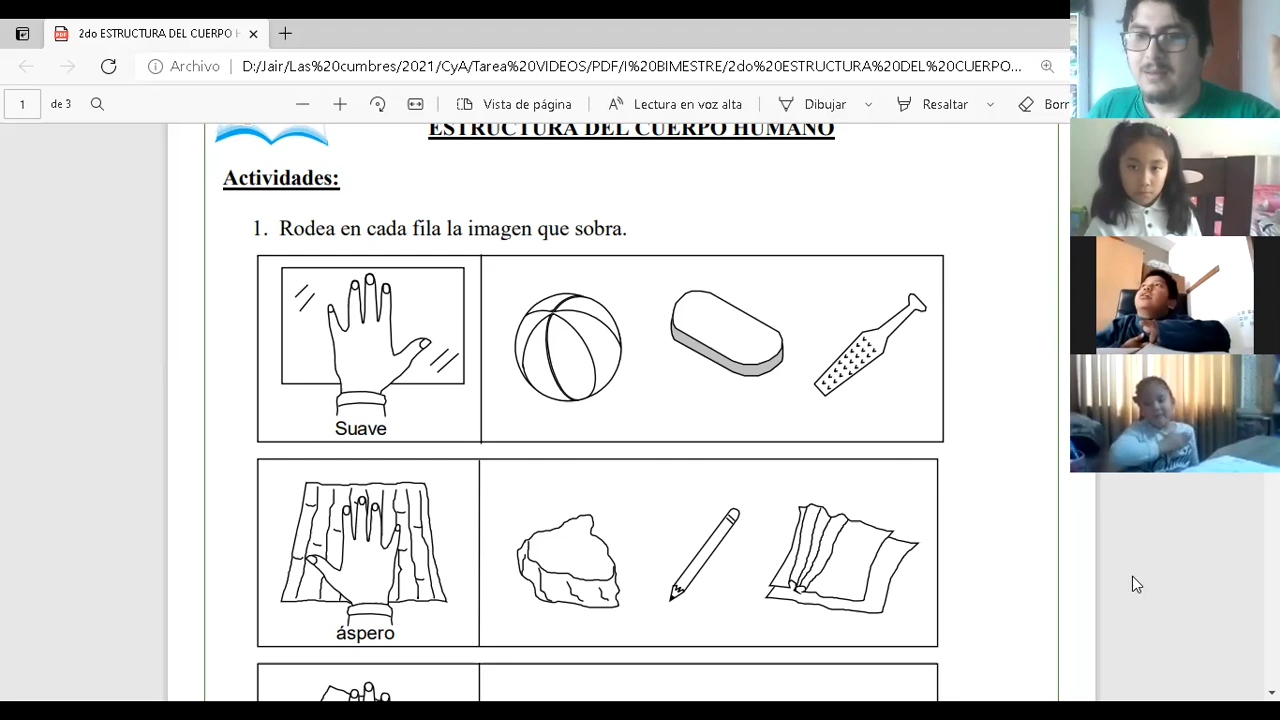 2do ESTRUCTURA DEL CUERPO H
Archivo
D:/Jair/Las%20cumbres/2021/CyA/Tarea%20VIDEOS/PDF/I%20BIMESTRE/2do%20ESTRUCTURA%20DEL%20CUERPO...
1 de 3
Vista de página
Lectura en voz alta
Dibujar
Resaltar
Borr
ESTRUCTURA DEL CUERPO HUMANO
Actividades:
1. Rodea en cada fila la imagen que sobra.
Suave
áspero